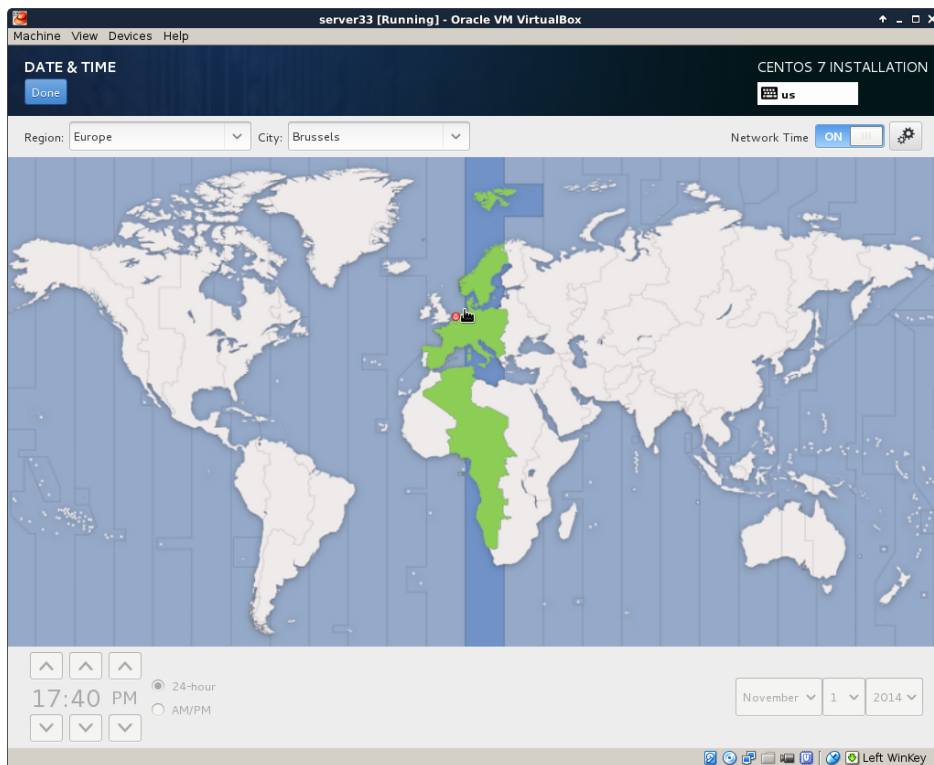 server33 [Running] - Oracle VM VirtualBox
Machine View Devices Help
DATE & TIME
CENTOS 7 INSTALLATION
Done
us
Region: Europe City: Brussels Network Time ON
17:40 PM
24-hour
AM/PM
November 1 2014
Left WinKey